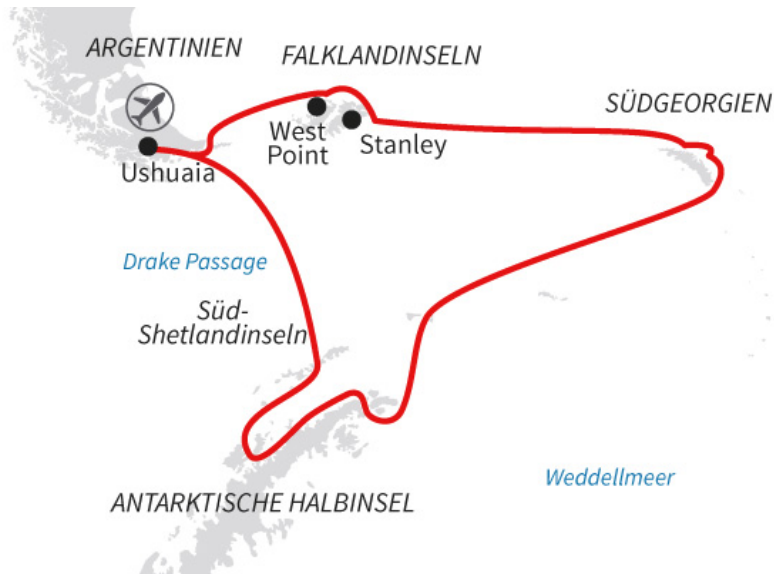 ARGENTINIEN
FALKLANDINSELN
SÜDGEORGIEN
West
Point
Stanley
Ushuaia
Drake Passage
Süd-
Shetlandinseln
Weddellmeer
ANTARKTISCHE HALBINSEL